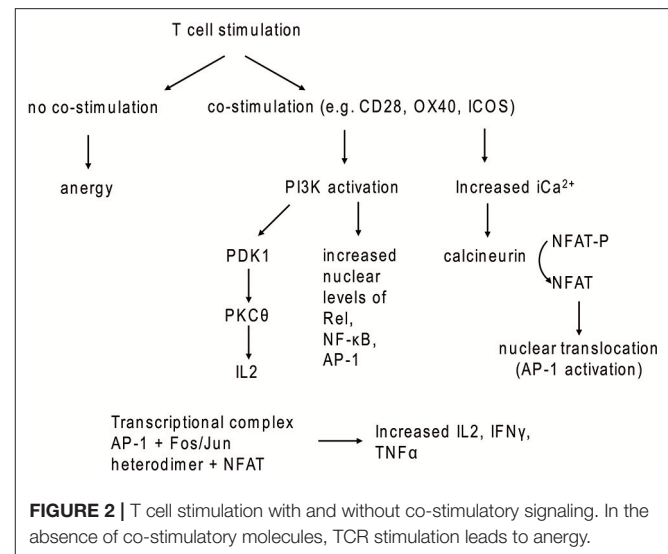 T cell stimulation
no co-stimulation
co-stimulation (e.g. CD28, OX40, ICOS)
anergy
PI3K activation
Increased iCa²⁺
PDK1
PKCθ
IL2
increased
nuclear
levels of
Rel,
NF-κB,
AP-1
calcineurin
NFAT-P
NFAT
nuclear translocation
(AP-1 activation)
Transcriptional complex
AP-1 + Fos/Jun
heterodimer + NFAT
Increased IL2, IFNγ,
TNFα
FIGURE 2 | T cell stimulation with and without co-stimulatory signaling. In the
absence of co-stimulatory molecules, TCR stimulation leads to anergy.